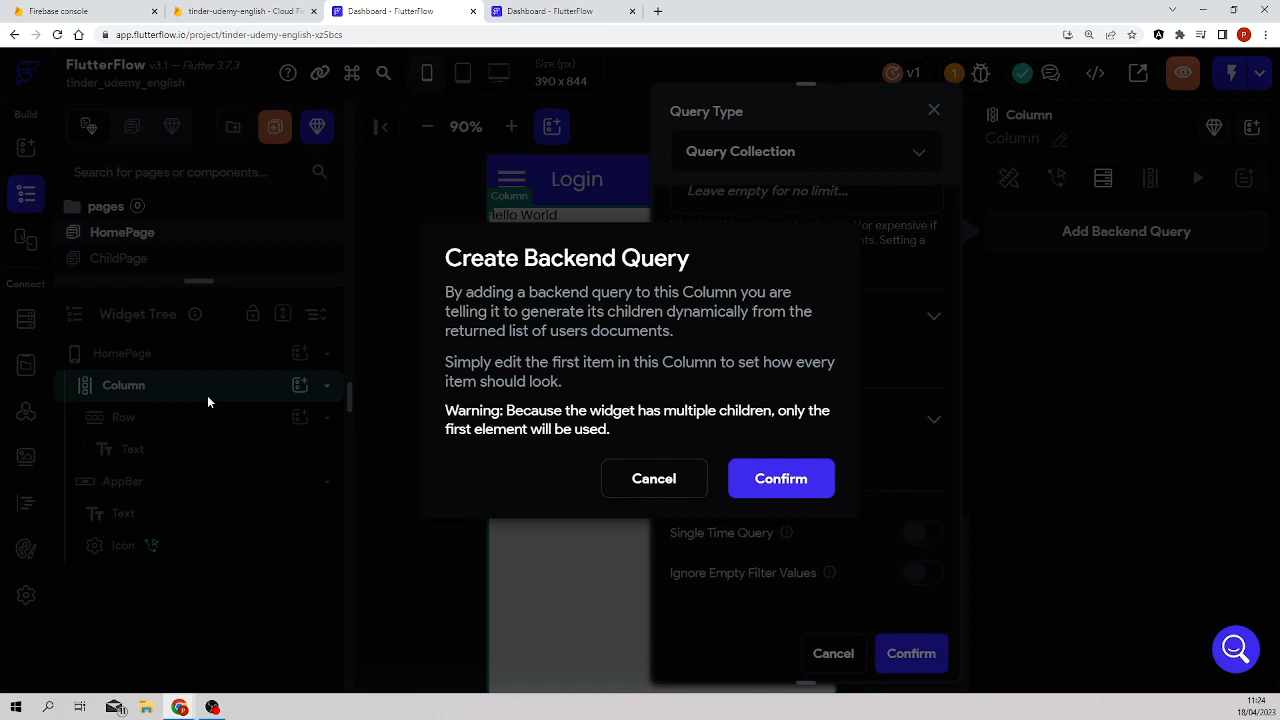 Firebase console
tinder-udemy-english - Cloud Fi
Dashboard - FlutterFlow
Dashboard - FlutterFlow
app.flutterflow.io/project/tinder-udemy-english-xz5bcs
P
FlutterFlow v3.1 — Flutter 3.7.3
tinder_udemy_english
Size (px)
390 x 844
v1
1
Build
Search for pages or components...
pages 0
HomePage
ChildPage
Connect
Widget Tree
HomePage
Column
Row
Text
AppBar
Text
Icon
90%
Login
Column
Hello World
Query Type
Query Collection
Leave empty for no limit...
/or expensive if
nts. Setting a
Column
Column
Add Backend Query
Create Backend Query
By adding a backend query to this Column you are
telling it to generate its children dynamically from the
returned list of users documents.
Simply edit the first item in this Column to set how every
item should look.
Warning: Because the widget has multiple children, only the
first element will be used.
Cancel
Confirm
Single Time Query
Ignore Empty Filter Values
Cancel
Confirm
11:24
18/04/2023